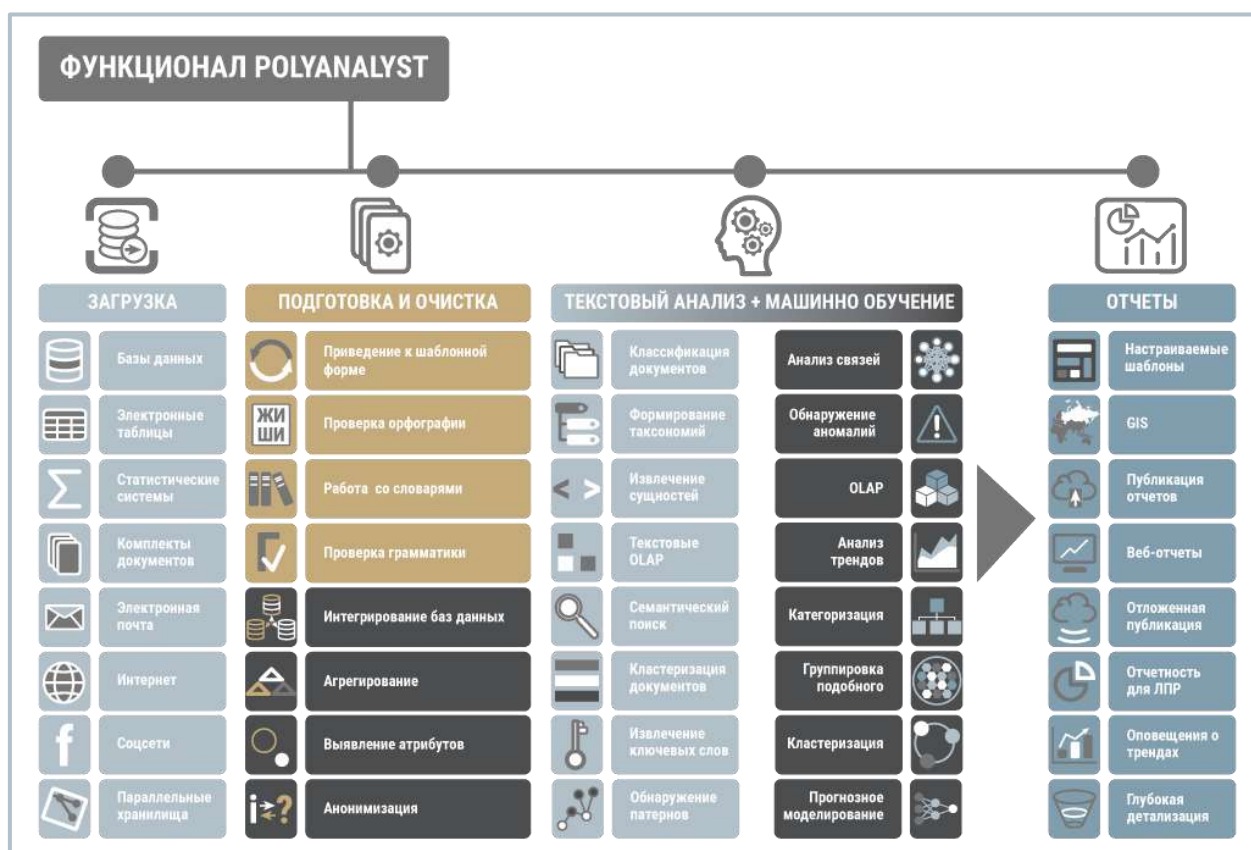 ФУНКЦИОНАЛ POLYANALYST
ЗАГРУЗКА
Базы данных
Электронные
таблицы
Статистические
системы
Комплекты
документов
Электронная
почта
Интернет
Соцсети
Параллельные
хранилища
ПОДГОТОВКА И ОЧИСТКА
Приведение к шаблонной
форме
ЖИ
ШИ
Проверка орфографии
Работа со словарями
Проверка грамматики
Интегрирование баз данных
Агрегирование
Выявление атрибутов
Анонимизация
ТЕКСТОВЫЙ АНАЛИЗ + МАШИННО ОБУЧЕНИЕ
Классификация
документов
Формирование
таксономий
Извлечение
сущностей
Текстовые
OLAP
Семантический
поиск
Кластеризация
документов
Извлечение
ключевых слов
Обнаружение
патернов
Анализ связей
Обнаружение
аномалий
OLAP
Анализ
трендов
Категоризация
Группировка
подобного
Кластеризация
Прогнозное
моделирование
ОТЧЕТЫ
Настраиваемые
шаблоны
GIS
Публикация
отчетов
Веб-отчеты
Отложенная
публикация
Отчетность
для ЛПР
Оповещения о
трендах
Глубокая
детализация